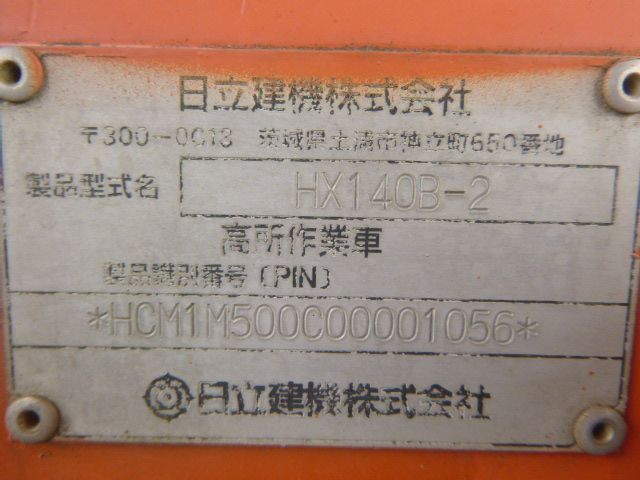 日立建機株式会社
〒300-0013 茨城県土浦市神立町650番地
製品型式名 HX140B-2
高所作業車
製品識別番号(PIN)
*HCM1M500C00001056*
日立建機株式会社